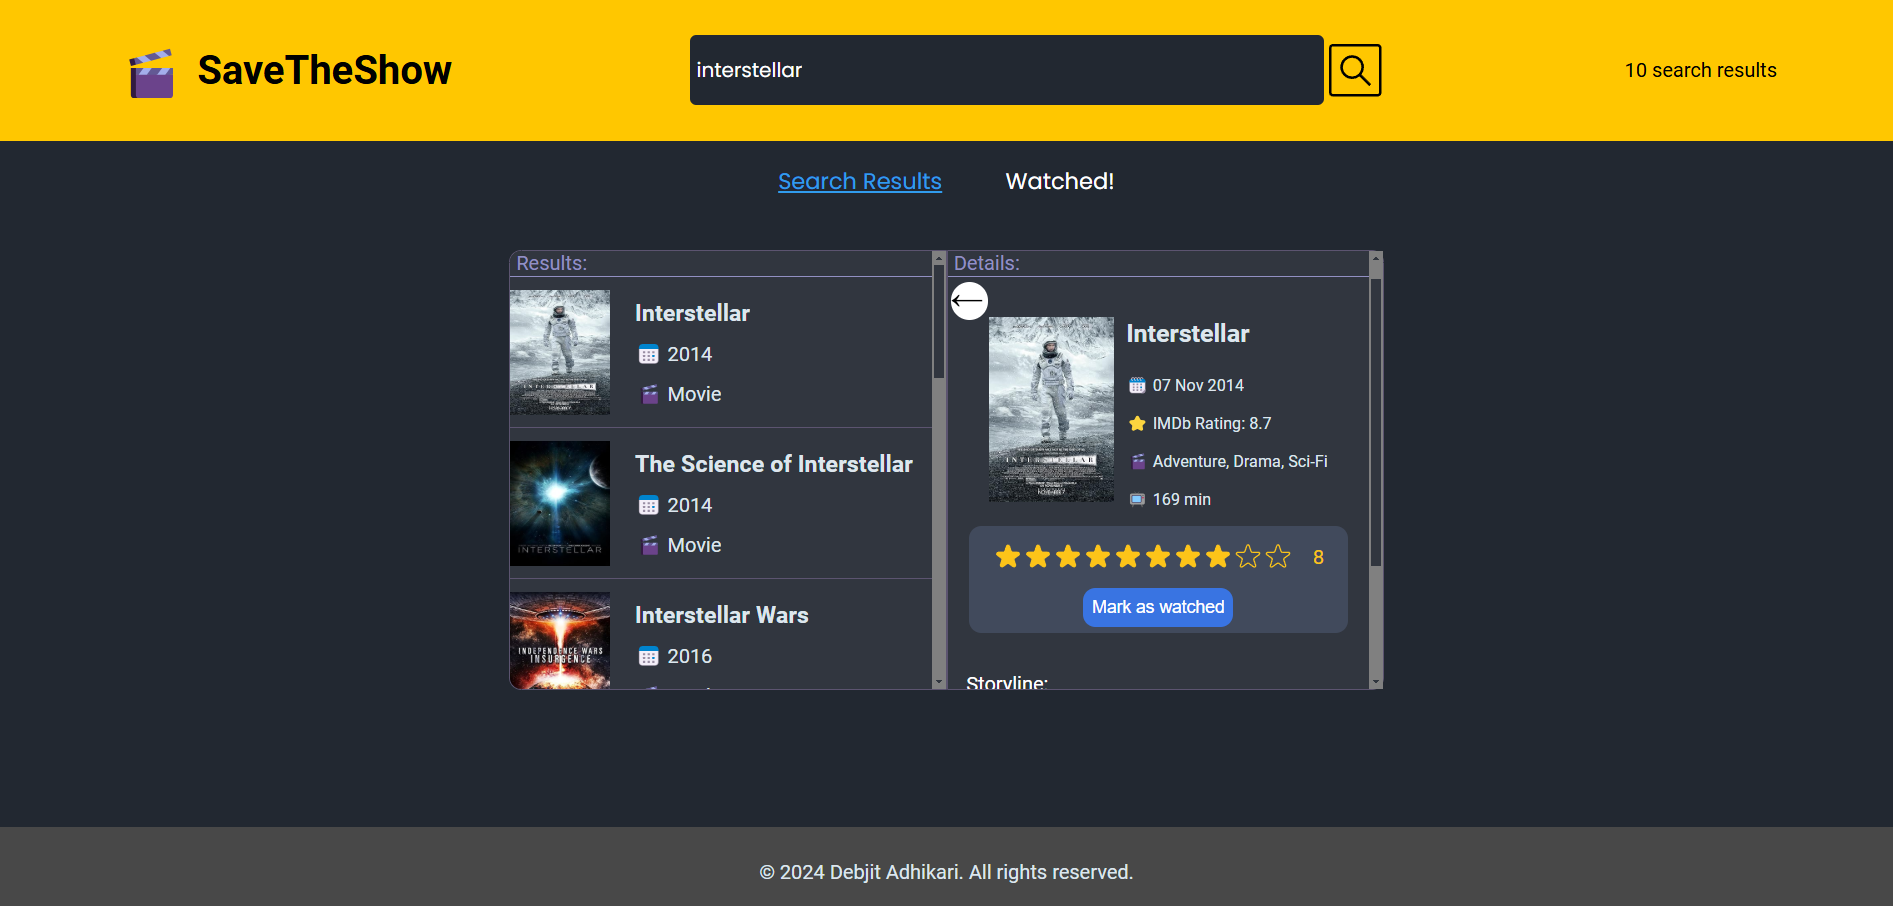 SaveTheShow
interstellar
10 search results
Search Results
Watched!
Results:
Interstellar
2014
Movie
The Science of Interstellar
2014
Movie
INTERSTELLAR
Interstellar Wars
2016
INDEPENDENCE WARS
INSURGENCE
Details:
Interstellar
07 Nov 2014
IMDb Rating: 8.7
Adventure, Drama, Sci-Fi
169 min
INTERSTELLAR
8
Mark as watched
Storyline:
© 2024 Debjit Adhikari. All rights reserved.